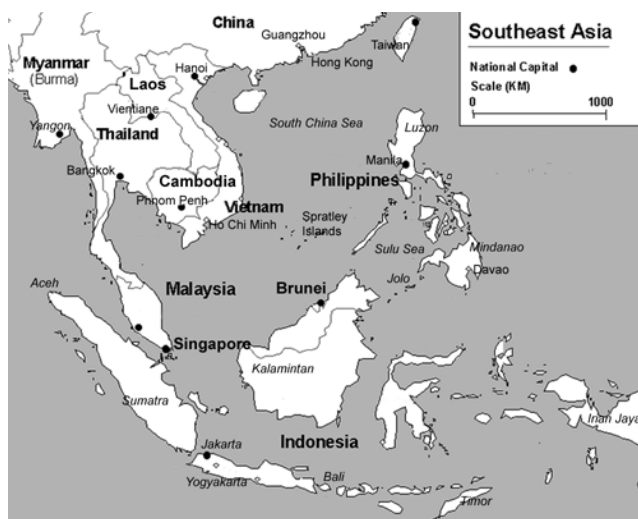 China
Southeast Asia
Guangzhou
Taiwan
Myanmar
(Burma)
Hanoi
Hong Kong
National Capital
Laos
Scale (KM)
0
1000
Vientiane
South China Sea
Luzon
Yangon
Thailand
Manila
Bangkok
Cambodia
Philippines
Phnom Penh
Vietnam
Ho Chi Minh
Spratley
Islands
Sulu Sea
Mindanao
Davao
Aceh
Malaysia
Brunei
Jolo
Singapore
Kalamintan
Sumatra
Irian Jaya
Indonesia
Jakarta
Yogyakarta
Bali
Timor